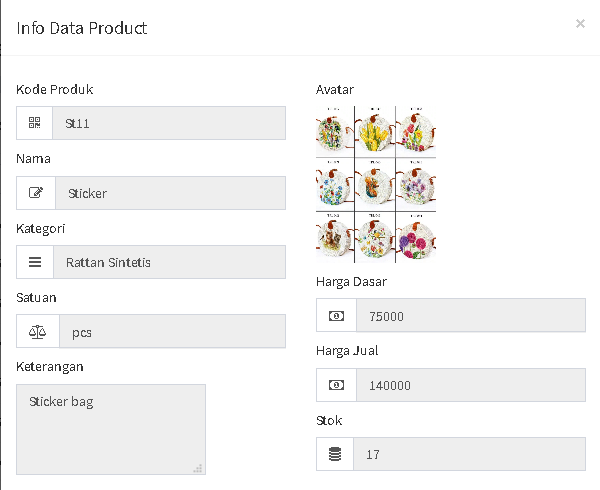 Info Data Product
×
Kode Produk
St11
Nama
Sticker
Kategori
Rattan Sintetis
Satuan
pcs
Keterangan
Sticker bag
Avatar
Harga Dasar
75000
Harga Jual
140000
Stok
17